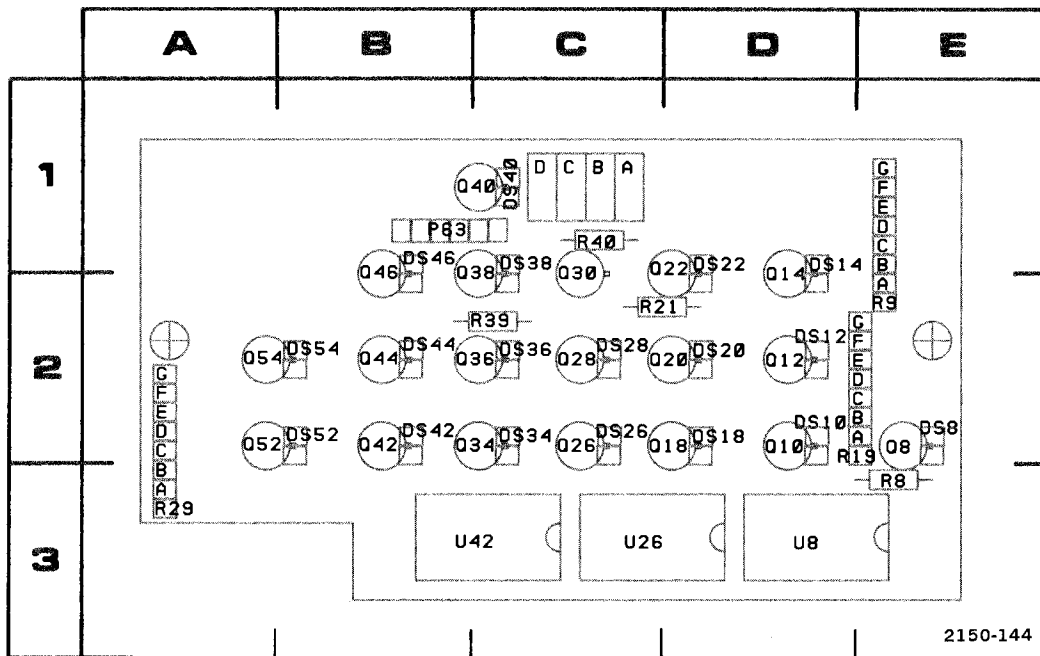 A B C D E
1
Q40 DS40 D C B A
P63
R40
Q46 DS46 Q38 DS38 Q30 Q22 DS22 Q14 DS14
G
F
E
D
C
B
A
R9
R39 R21
2
Q54 DS54 Q44 DS44 Q36 DS36 Q28 DS28 Q20 DS20 Q12 DS12
G
F
E
D
C
B
A
R19
Q52 DS52 Q42 DS42 Q34 DS34 Q26 DS26 Q18 DS18 Q10 DS10 Q8 DS8
G
F
E
D
C
B
A
R29
R8
3
U42 U26 U8
2150-144